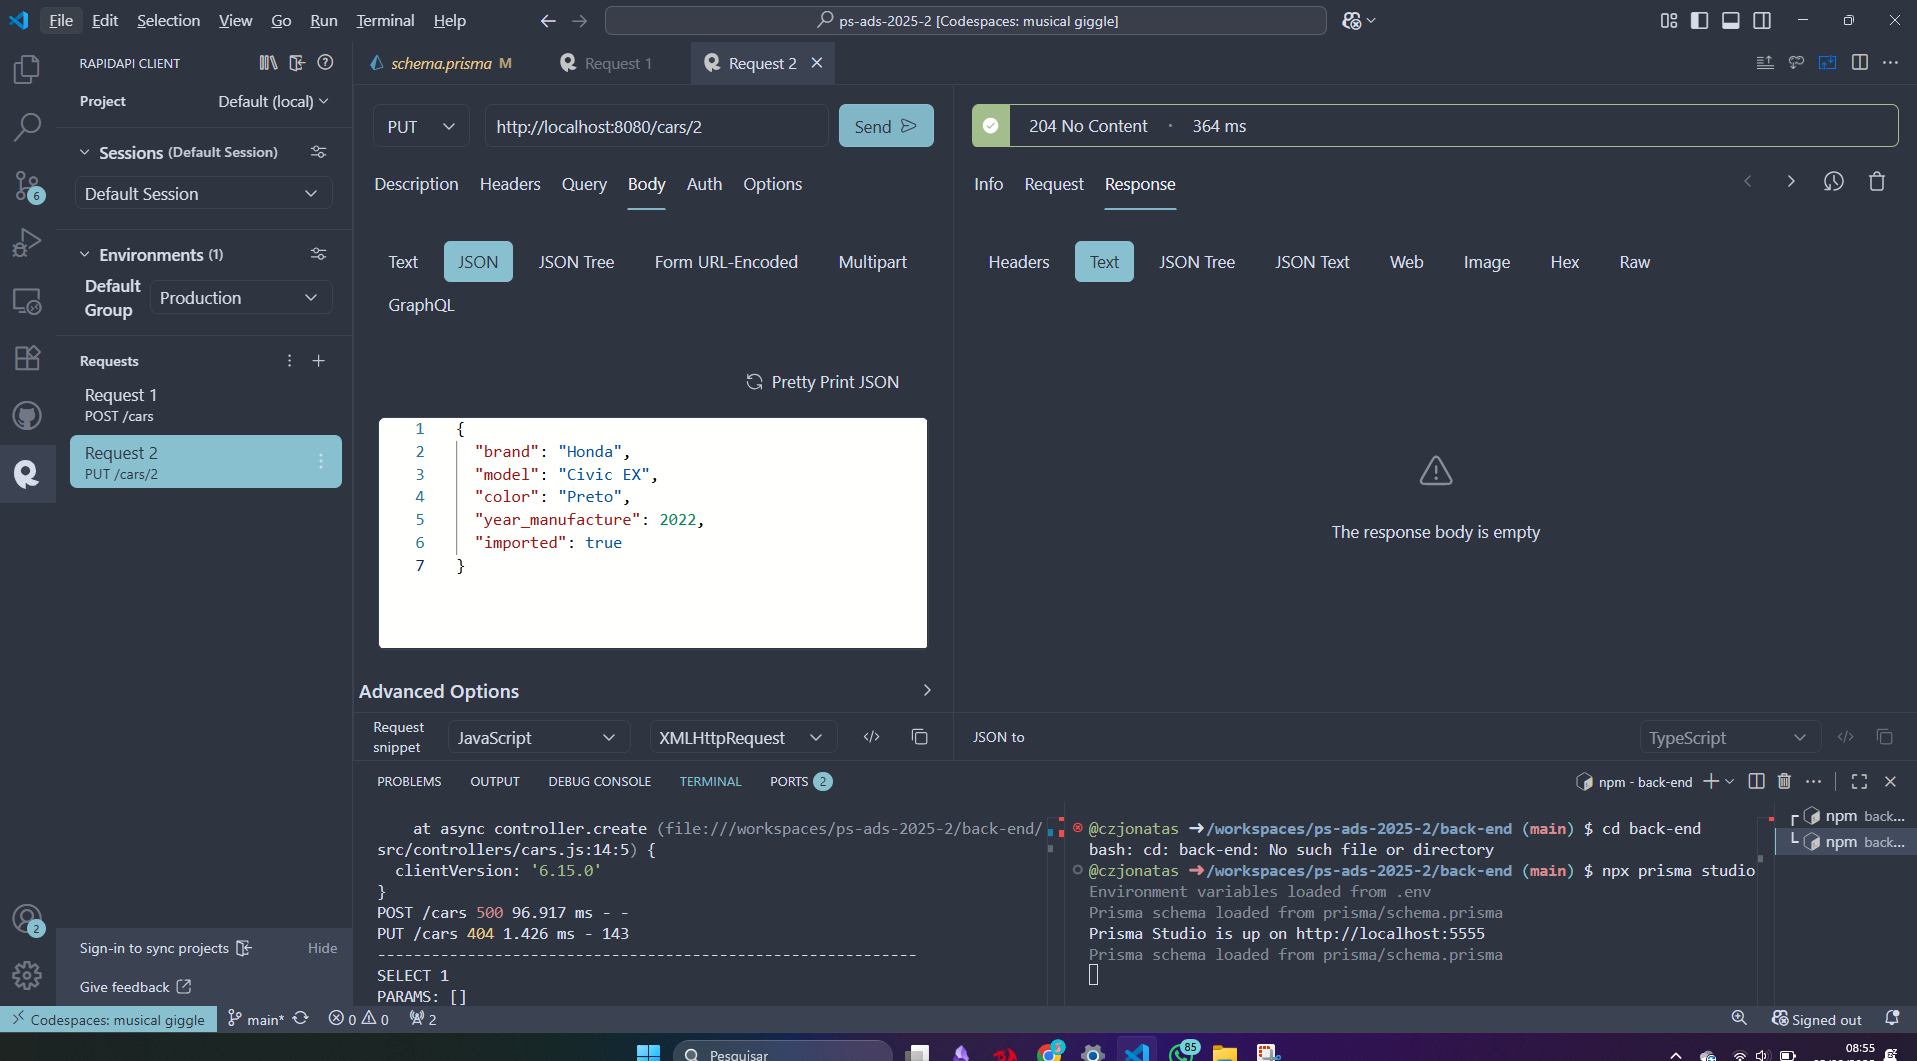 File Edit Selection View Go Run Terminal Help
ps-ads-2025-2 [Codespaces: musical giggle]
RAPIDAPI CLIENT
Project Default (local)
Sessions (Default Session)
Default Session
Environments (1)
Default Group Production
Requests
Request 1
POST /cars
Request 2
PUT /cars/2
Sign-in to sync projects Hide
Give feedback
schema.prisma M Request 1 Request 2
PUT http://localhost:8080/cars/2 Send
Description Headers Query Body Auth Options
Text JSON JSON Tree Form URL-Encoded Multipart
GraphQL
Pretty Print JSON
1 {
2 "brand": "Honda",
3 "model": "Civic EX",
4 "color": "Preto",
5 "year_manufacture": 2022,
6 "imported": true
7 }
Advanced Options
Request snippet JavaScript XMLHttpRequest
204 No Content · 364 ms
Info Request Response
Headers Text JSON Tree JSON Text Web Image Hex Raw
The response body is empty
JSON to TypeScript
PROBLEMS OUTPUT DEBUG CONSOLE TERMINAL PORTS 2
npm - back-end
at async controller.create (file:///workspaces/ps-ads-2025-2/back-end/
src/controllers/cars.js:14:5) {
clientVersion: '6.15.0'
}
POST /cars 500 96.917 ms - -
PUT /cars 404 1.426 ms - 143
-----------------------------------------------------------
SELECT 1
PARAMS: []
@czjonatas ➜/workspaces/ps-ads-2025-2/back-end (main) $ cd back-end
bash: cd: back-end: No such file or directory
@czjonatas ➜/workspaces/ps-ads-2025-2/back-end (main) $ npx prisma studio
Environment variables loaded from .env
Prisma schema loaded from prisma/schema.prisma
Prisma Studio is up on http://localhost:5555
Prisma schema loaded from prisma/schema.prisma
npm back...
npm back...
6
2
Codespaces: musical giggle main* 0 0 2
Signed out
Pesquisar
85
08:55